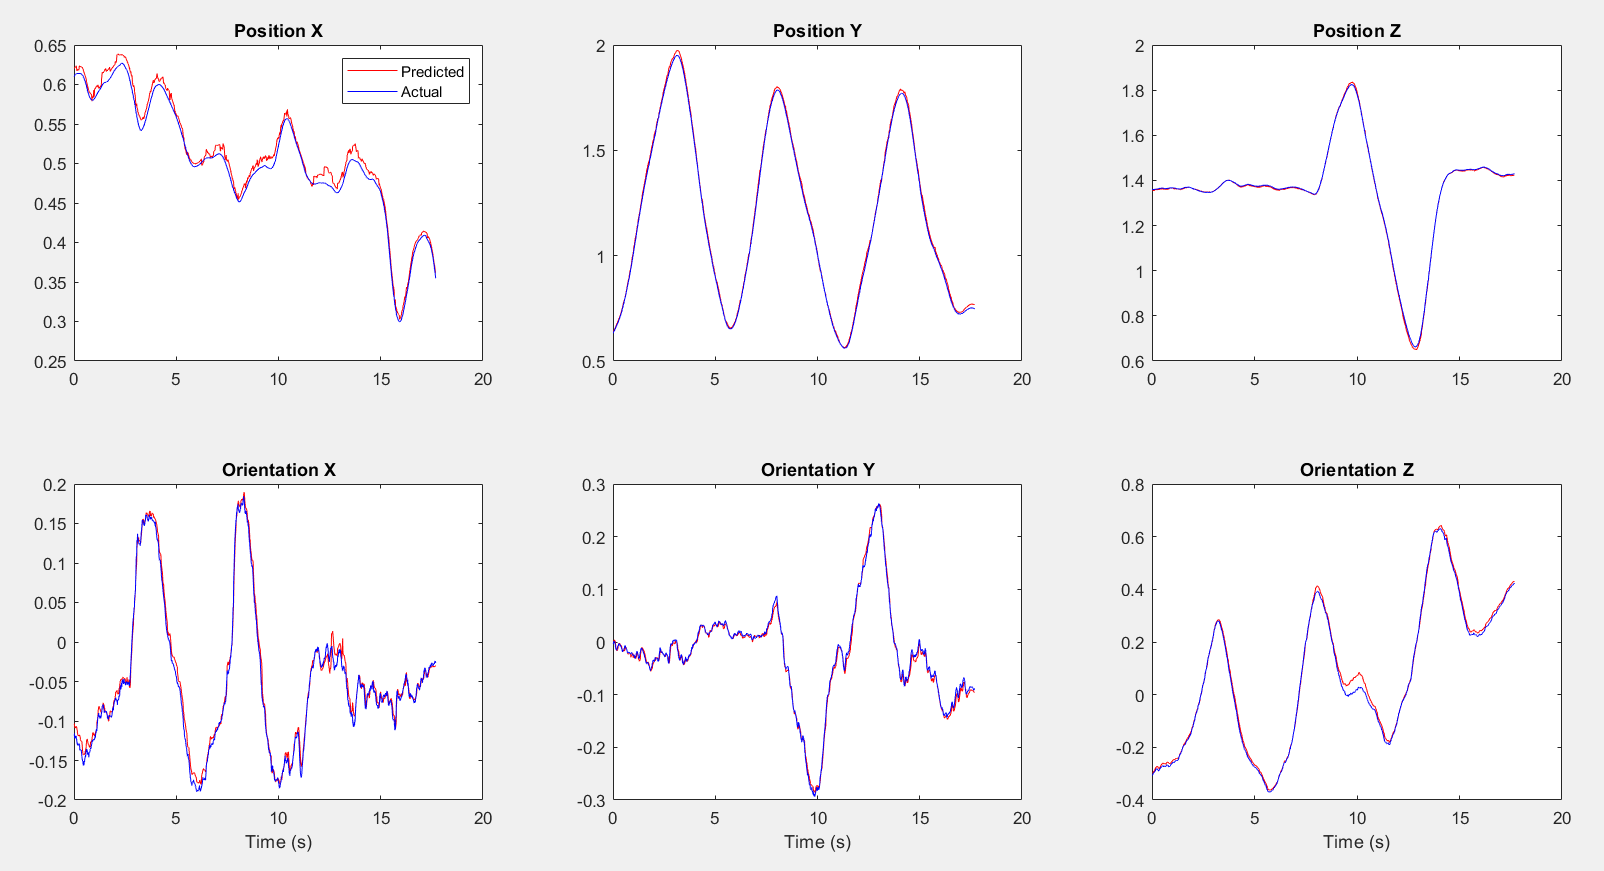 Position X
0.65
0.6
0.55
0.5
0.45
0.4
0.35
0.3
0.25
0 5 10 15 20
Predicted
Actual
Position Y
2
1.5
1
0.5
0 5 10 15 20
Position Z
2
1.8
1.6
1.4
1.2
1
0.8
0.6
0 5 10 15 20
Orientation X
0.2
0.15
0.1
0.05
0
-0.05
-0.1
-0.15
-0.2
0 5 10 15 20
Time (s)
Orientation Y
0.3
0.2
0.1
0
-0.1
-0.2
-0.3
0 5 10 15 20
Time (s)
Orientation Z
0.8
0.6
0.4
0.2
0
-0.2
-0.4
0 5 10 15 20
Time (s)